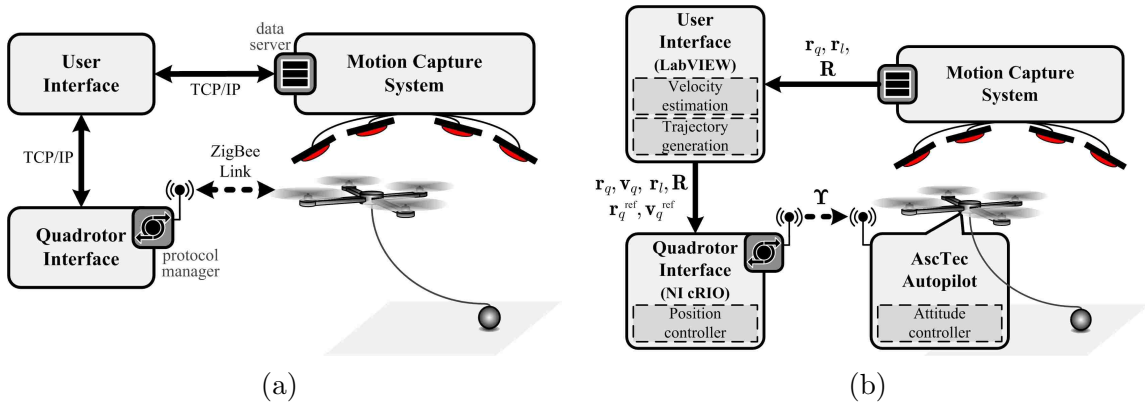 data
server
User
Interface
TCP/IP
Motion Capture
System
TCP/IP
ZigBee
Link
Quadrotor
Interface
protocol
manager
(a)
User
Interface
(LabVIEW)
Velocity
estimation
Trajectory
generation
r_q, r_l,
R
Motion Capture
System
r_q, v_q, r_l, R
r_q^ref, v_q^ref
Υ
Quadrotor
Interface
(NI cRIO)
Position
controller
AscTec
Autopilot
Attitude
controller
(b)